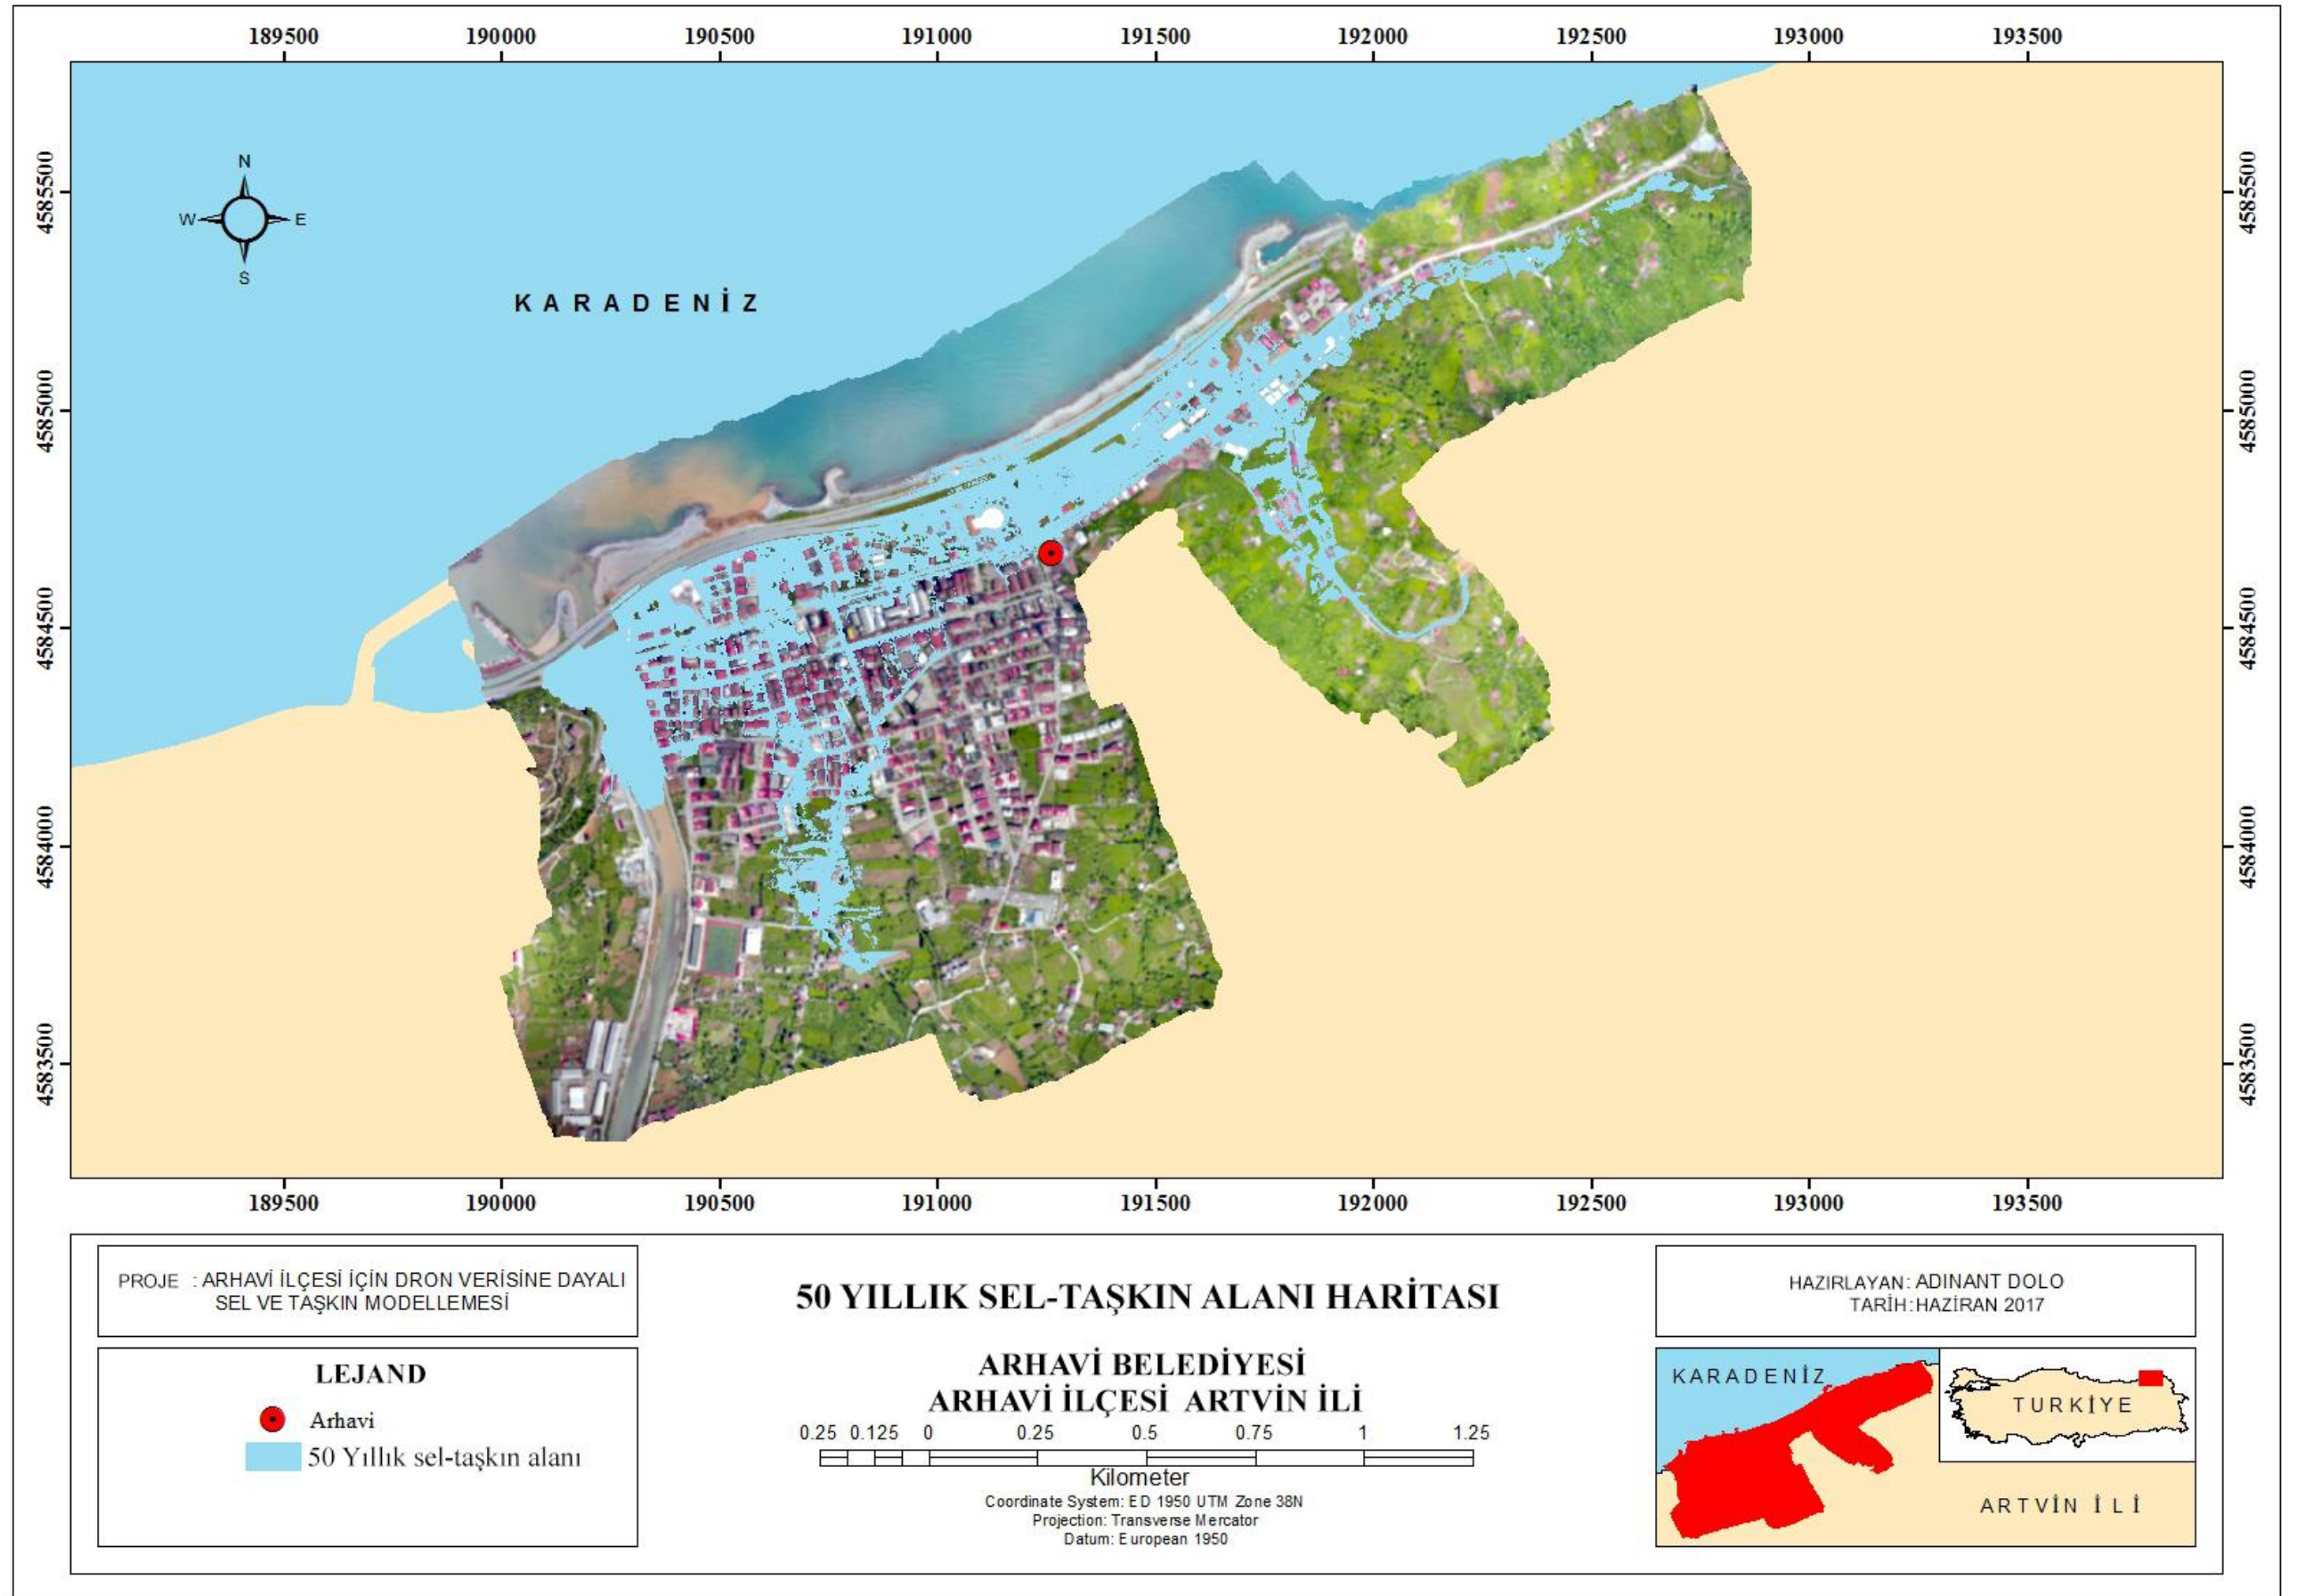 189500 190000 190500 191000 191500 192000 192500 193000 193500
4585500
4585500
N
W E
S
KARADENİZ
4585000
4585000
4584500
4584500
4584000
4584000
4583500
4583500
189500 190000 190500 191000 191500 192000 192500 193000 193500
PROJE : ARHAVİ İLÇESİ İÇİN DRON VERİSİNE DAYALI
SEL VE TAŞKIN MODELLEMESİ
LEJAND
Arhavi
50 Yıllık sel-taşkın alanı
50 YILLIK SEL-TAŞKIN ALANI HARİTASI
ARHAVİ BELEDİYESİ
ARHAVİ İLÇESİ ARTVİN İLİ
0.25 0.125 0 0.25 0.5 0.75 1 1.25
Kilometer
Coordinate System: ED 1950 UTM Zone 38N
Projection: Transverse Mercator
Datum: European 1950
HAZIRLAYAN: ADINANT DOLO
TARİH:HAZİRAN 2017
KARADENİZ
TURKİYE
ARTVİN İLİ